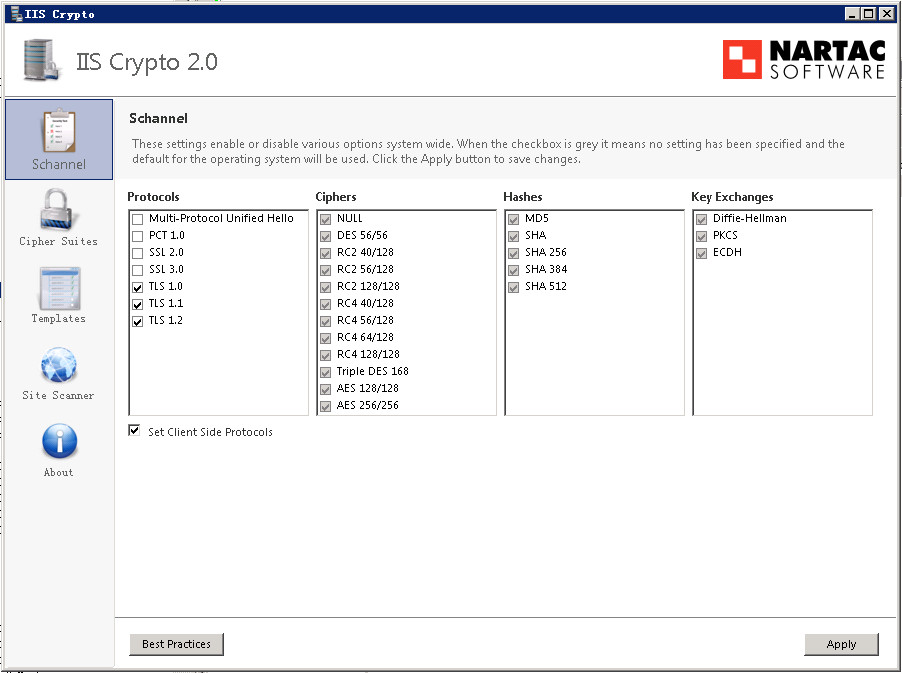 IIS Crypto
IIS Crypto 2.0
NARTAC
SOFTWARE
Schannel
Cipher Suites
Templates
Site Scanner
About
Schannel
These settings enable or disable various options system wide. When the checkbox is grey it means no setting has been specified and the
default for the operating system will be used. Click the Apply button to save changes.
Protocols
Multi-Protocol Unified Hello
PCT 1.0
SSL 2.0
SSL 3.0
TLS 1.0
TLS 1.1
TLS 1.2
Ciphers
NULL
DES 56/56
RC2 40/128
RC2 56/128
RC2 128/128
RC4 40/128
RC4 56/128
RC4 64/128
RC4 128/128
Triple DES 168
AES 128/128
AES 256/256
Hashes
MD5
SHA
SHA 256
SHA 384
SHA 512
Key Exchanges
Diffie-Hellman
PKCS
ECDH
Set Client Side Protocols
Best Practices
Apply